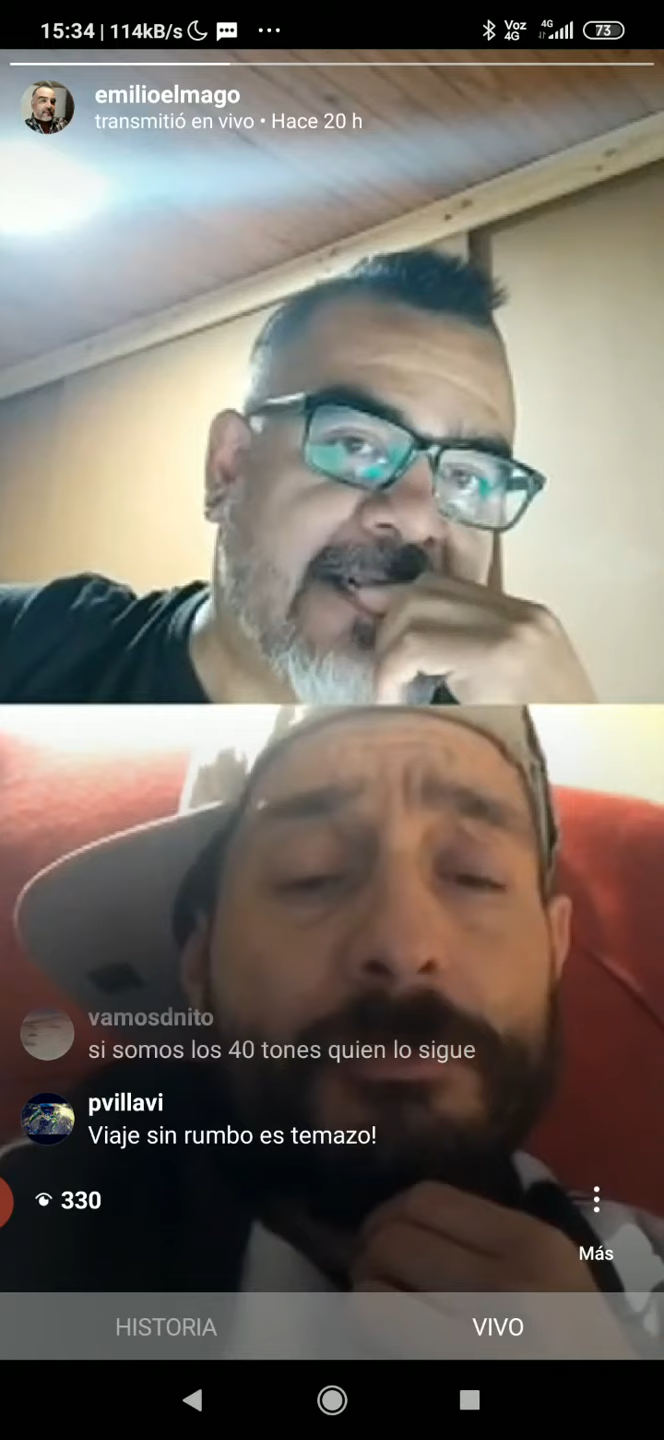 15:34 | 114kB/s
Voz 4G 4G 73
emilioelmago
transmitió en vivo • Hace 20 h
vamosdnito
si somos los 40 tones quien lo sigue
pvillavi
Viaje sin rumbo es temazo!
330
Más
HISTORIA VIVO